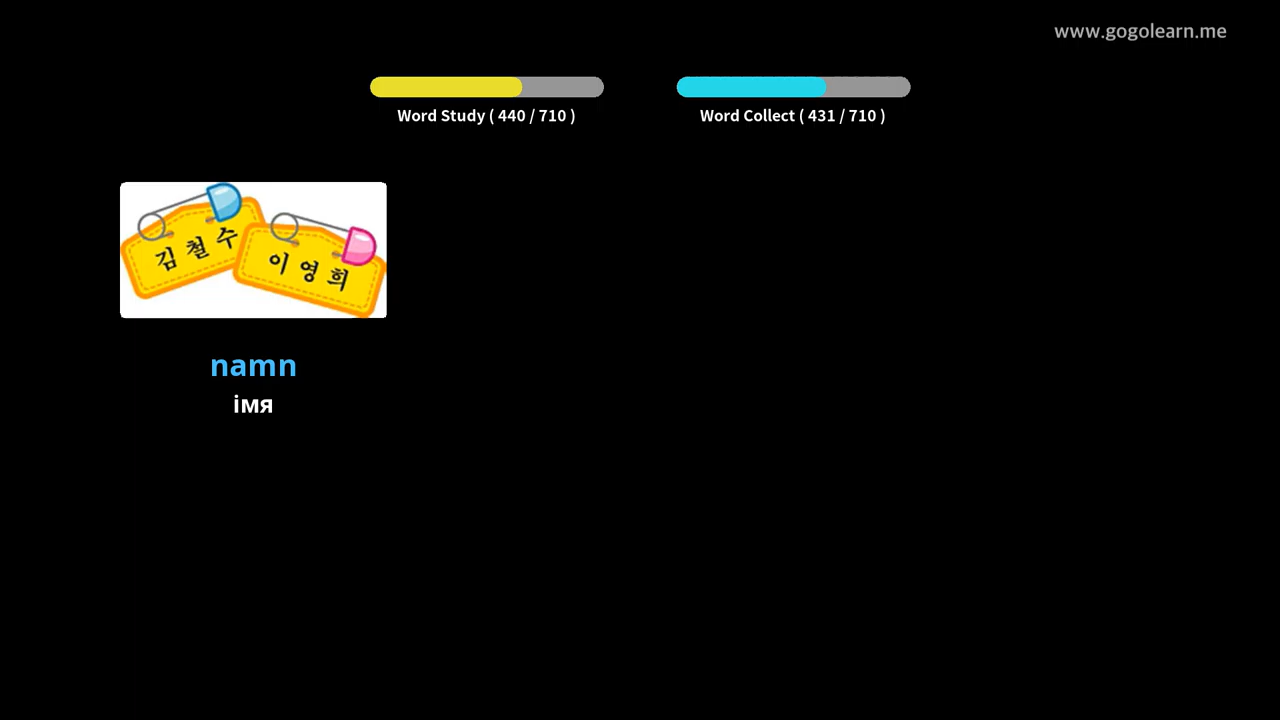 www.gogolearn.me
Word Study ( 440 / 710 )
Word Collect ( 431 / 710 )
김철수
이영희
namn
імя